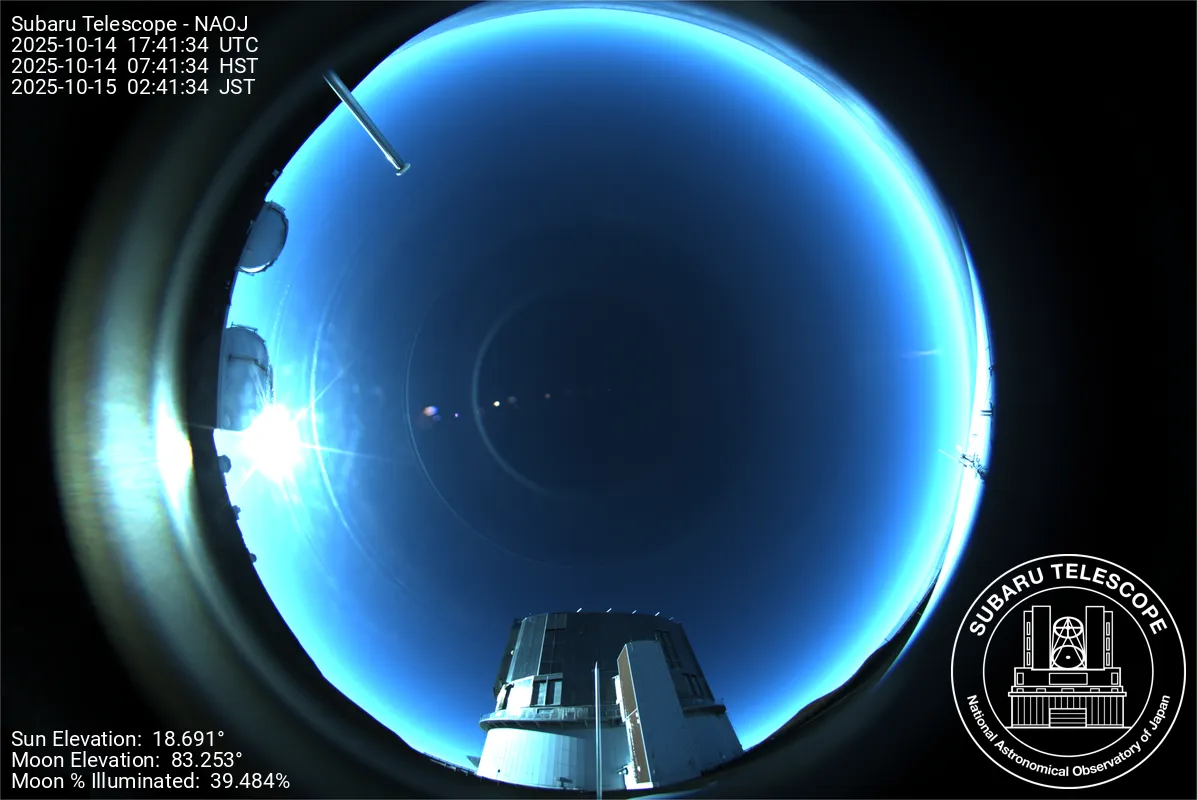 Subaru Telescope - NAOJ
2025-10-14 17:41:34 UTC
2025-10-14 07:41:34 HST
2025-10-15 02:41:34 JST
SUBARU TELESCOPE
National Astronomical Observatory of Japan
Sun Elevation: 18.691°
Moon Elevation: 83.253°
Moon % Illuminated: 39.484%